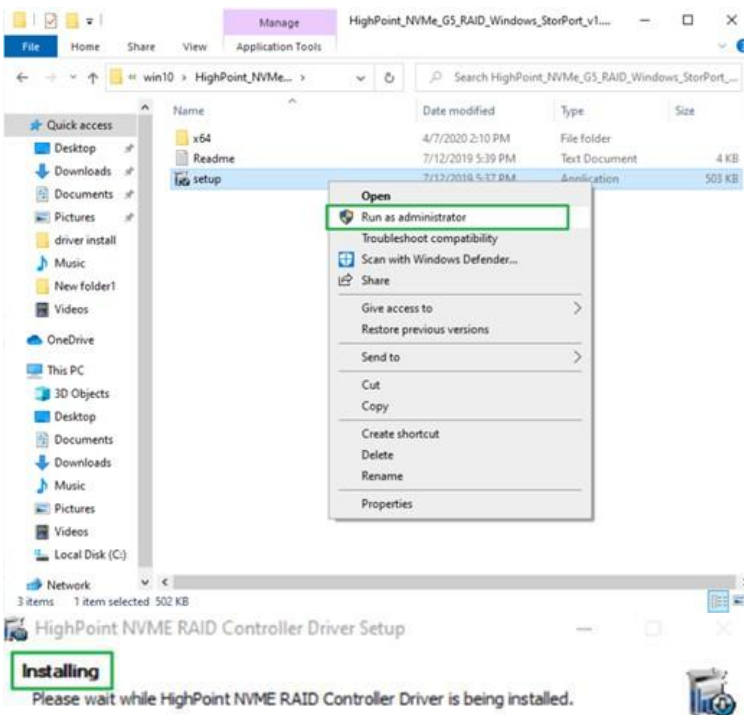 Manage
HighPoint_NVMe_G5_RAID_Windows_StorPort_v1....
File Home Share View Application Tools
« win10 > HighPoint_NVMe... >
Search HighPoint_NVMe_G5_RAID_Windows_StorPort_...
Name Date modified Type Size
Quick access
Desktop
Downloads
Documents
Pictures
driver install
Music
New folder1
Videos
OneDrive
This PC
3D Objects
Desktop
Documents
Downloads
Music
Pictures
Videos
Local Disk (C:)
Network
x64 4/7/2020 2:10 PM File folder
Readme 7/12/2019 5:39 PM Text Document 4 KB
setup 7/12/2019 5:37 PM Application 503 KB
Open
Run as administrator
Troubleshoot compatibility
Scan with Windows Defender...
Share
Give access to
Restore previous versions
Send to
Cut
Copy
Create shortcut
Delete
Rename
Properties
3 items 1 item selected 502 KB
HighPoint NVME RAID Controller Driver Setup
Installing
Please wait while HighPoint NVME RAID Controller Driver is being installed.